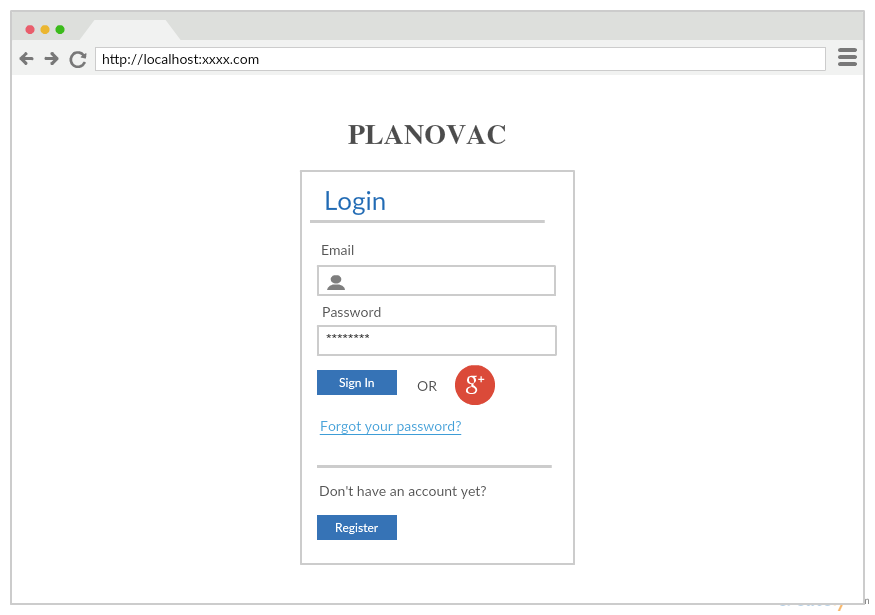 http://localhost:xxxx.com
PLANOVAC
Login
Email
Password
********
Sign In
OR
g+
Forgot your password?
Don't have an account yet?
Register